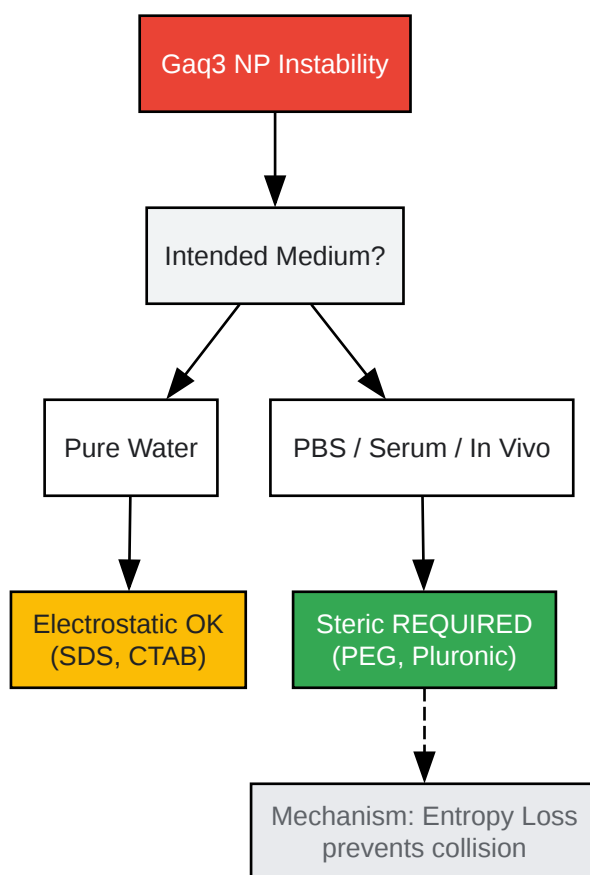 Gaq3 NP Instability
Intended Medium?
Pure Water
PBS / Serum / In Vivo
Electrostatic OK
(SDS, CTAB)
Steric REQUIRED
(PEG, Pluronic)
Mechanism: Entropy Loss
prevents collision